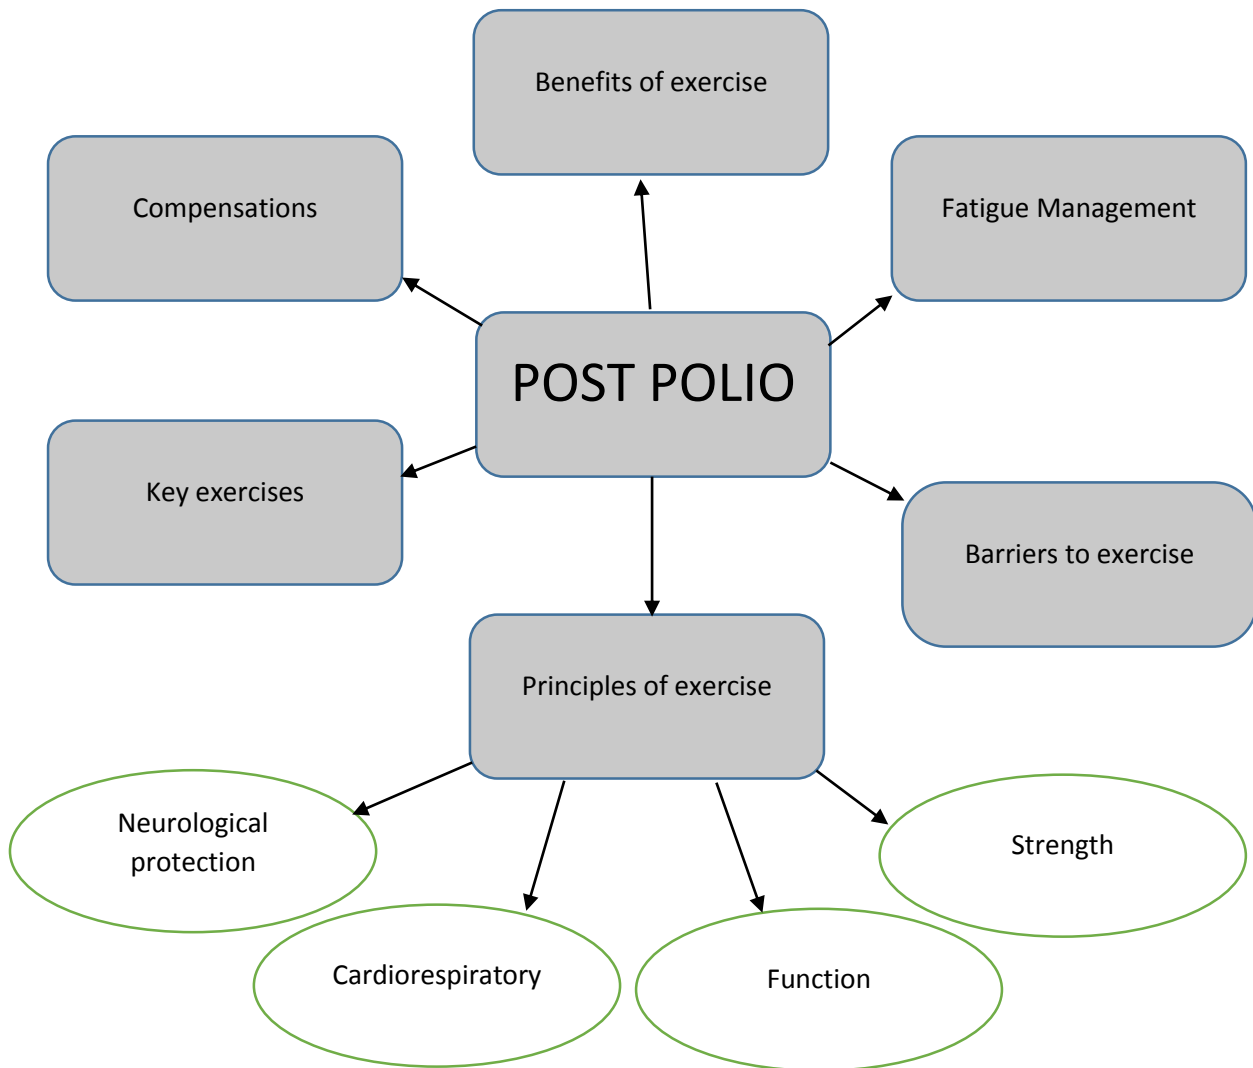 Benefits of exercise
Compensations
Fatigue Management
POST POLIO
Key exercises
Barriers to exercise
Principles of exercise
Neurological
protection
Strength
Cardiorespiratory
Function